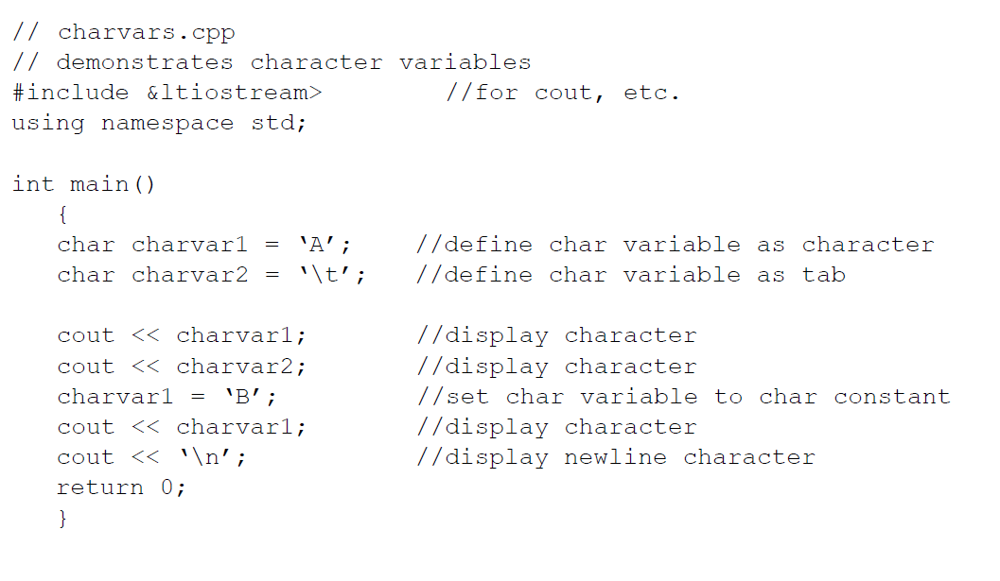 // charvars.cpp
// demonstrates character variables
#include &ltiostream> //for cout, etc.
using namespace std;
int main()
{
char charvar1 = ‘A’; //define char variable as character
char charvar2 = ‘\t’; //define char variable as tab
cout << charvar1; //display character
cout << charvar2; //display character
charvar1 = ‘B’; //set char variable to char constant
cout << charvar1; //display character
cout << ‘\n’; //display newline character
return 0;
}